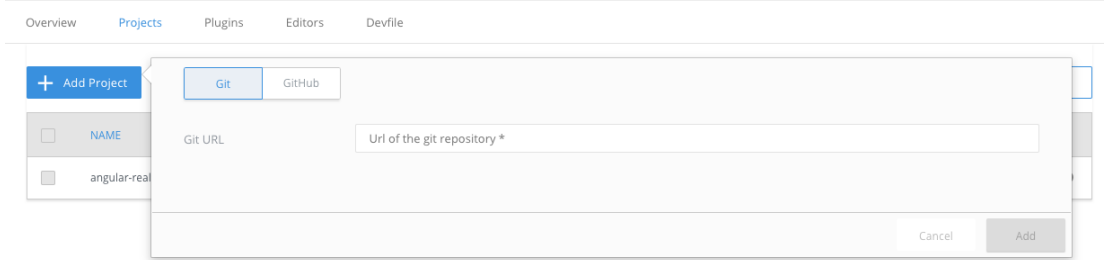 Overview Projects Plugins Editors Devfile
Add Project
Git GitHub
NAME
Git URL Url of the git repository *
angular-real
Cancel Add